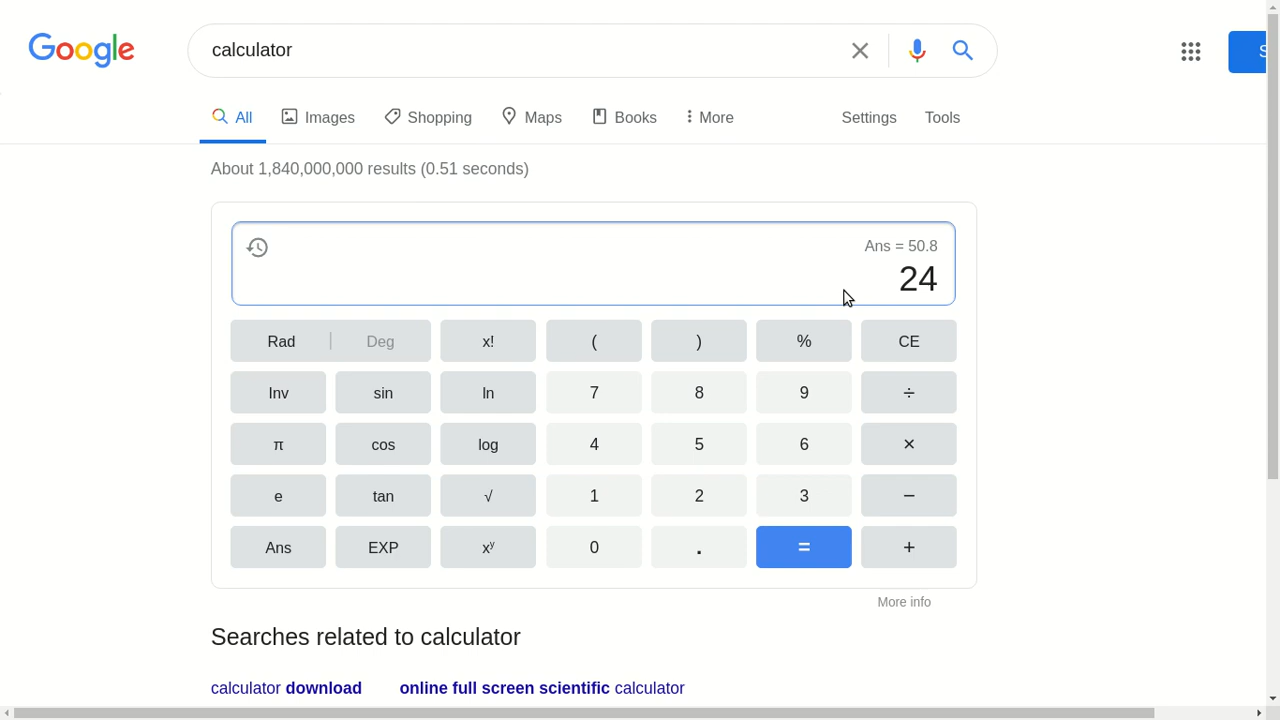 Google
calculator
S
All Images Shopping Maps Books More Settings Tools
About 1,840,000,000 results (0.51 seconds)
Ans = 50.8
24
Rad | Deg x! ( ) % CE
Inv sin ln 7 8 9 ÷
π cos log 4 5 6 ×
e tan √ 1 2 3 −
Ans EXP xʸ 0 . = +
More info
Searches related to calculator
calculator download online full screen scientific calculator